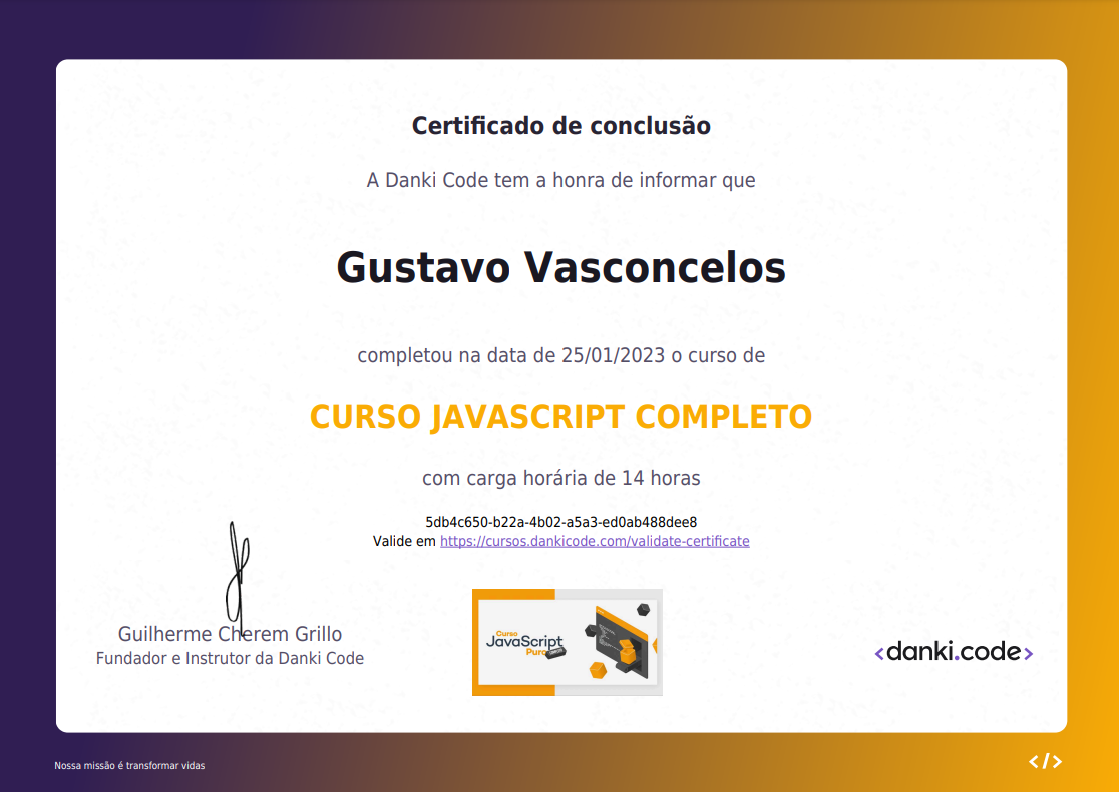 Certificado de conclusão
A Danki Code tem a honra de informar que
Gustavo Vasconcelos
completou na data de 25/01/2023 o curso de
CURSO JAVASCRIPT COMPLETO
com carga horária de 14 horas
5db4c650-b22a-4b02-a5a3-ed0ab488dee8
Valide em https://cursos.dankicode.com/validate-certificate
Guilherme Cherem Grillo
Fundador e Instrutor da Danki Code
Curso
JavaScript
Puro
<danki.code>
Nossa missão é transformar vidas
</>